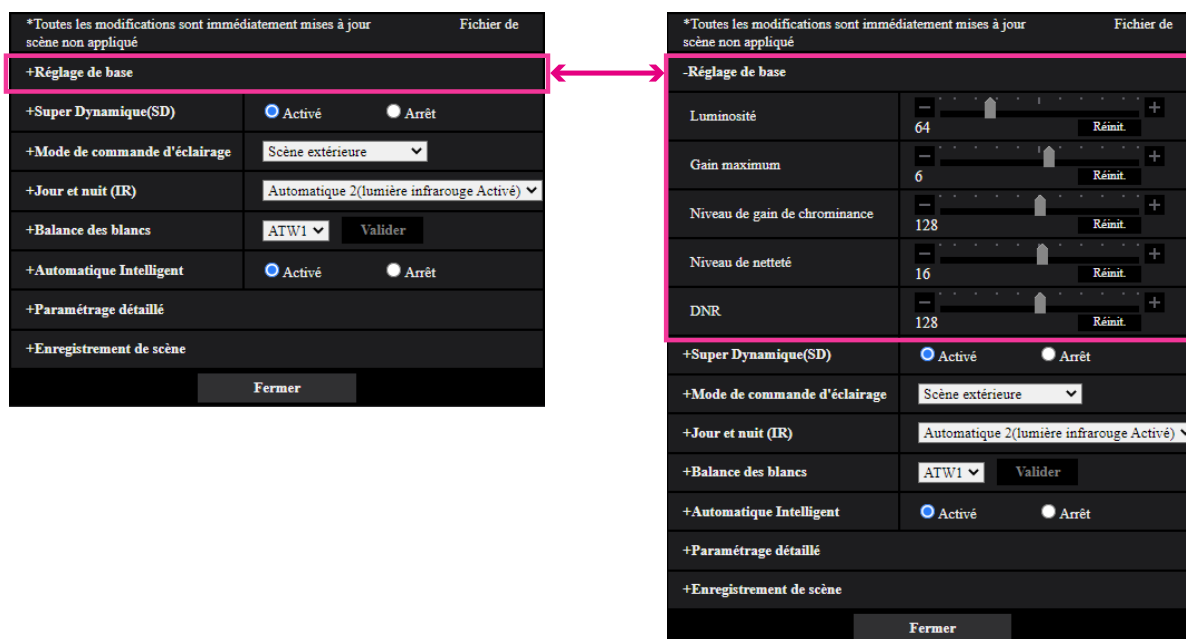 *Toutes les modifications sont immédiatement mises à jour Fichier de
scène non appliqué
+Réglage de base
+Super Dynamique(SD) Activé Arrêt
+Mode de commande d'éclairage Scène extérieure
+Jour et nuit (IR) Automatique 2(lumière infrarouge Activé)
+Balance des blancs ATW1 Valider
+Automatique Intelligent Activé Arrêt
+Paramétrage détaillé
+Enregistrement de scène
Fermer
*Toutes les modifications sont immédiatement mises à jour Fichier de
scène non appliqué
-Réglage de base
Luminosité
64 Réinit.
Gain maximum
6 Réinit.
Niveau de gain de chrominance
128 Réinit.
Niveau de netteté
16 Réinit.
DNR
128 Réinit.
+Super Dynamique(SD) Activé Arrêt
+Mode de commande d'éclairage Scène extérieure
+Jour et nuit (IR) Automatique 2(lumière infrarouge Activé)
+Balance des blancs ATW1 Valider
+Automatique Intelligent Activé Arrêt
+Paramétrage détaillé
+Enregistrement de scène
Fermer